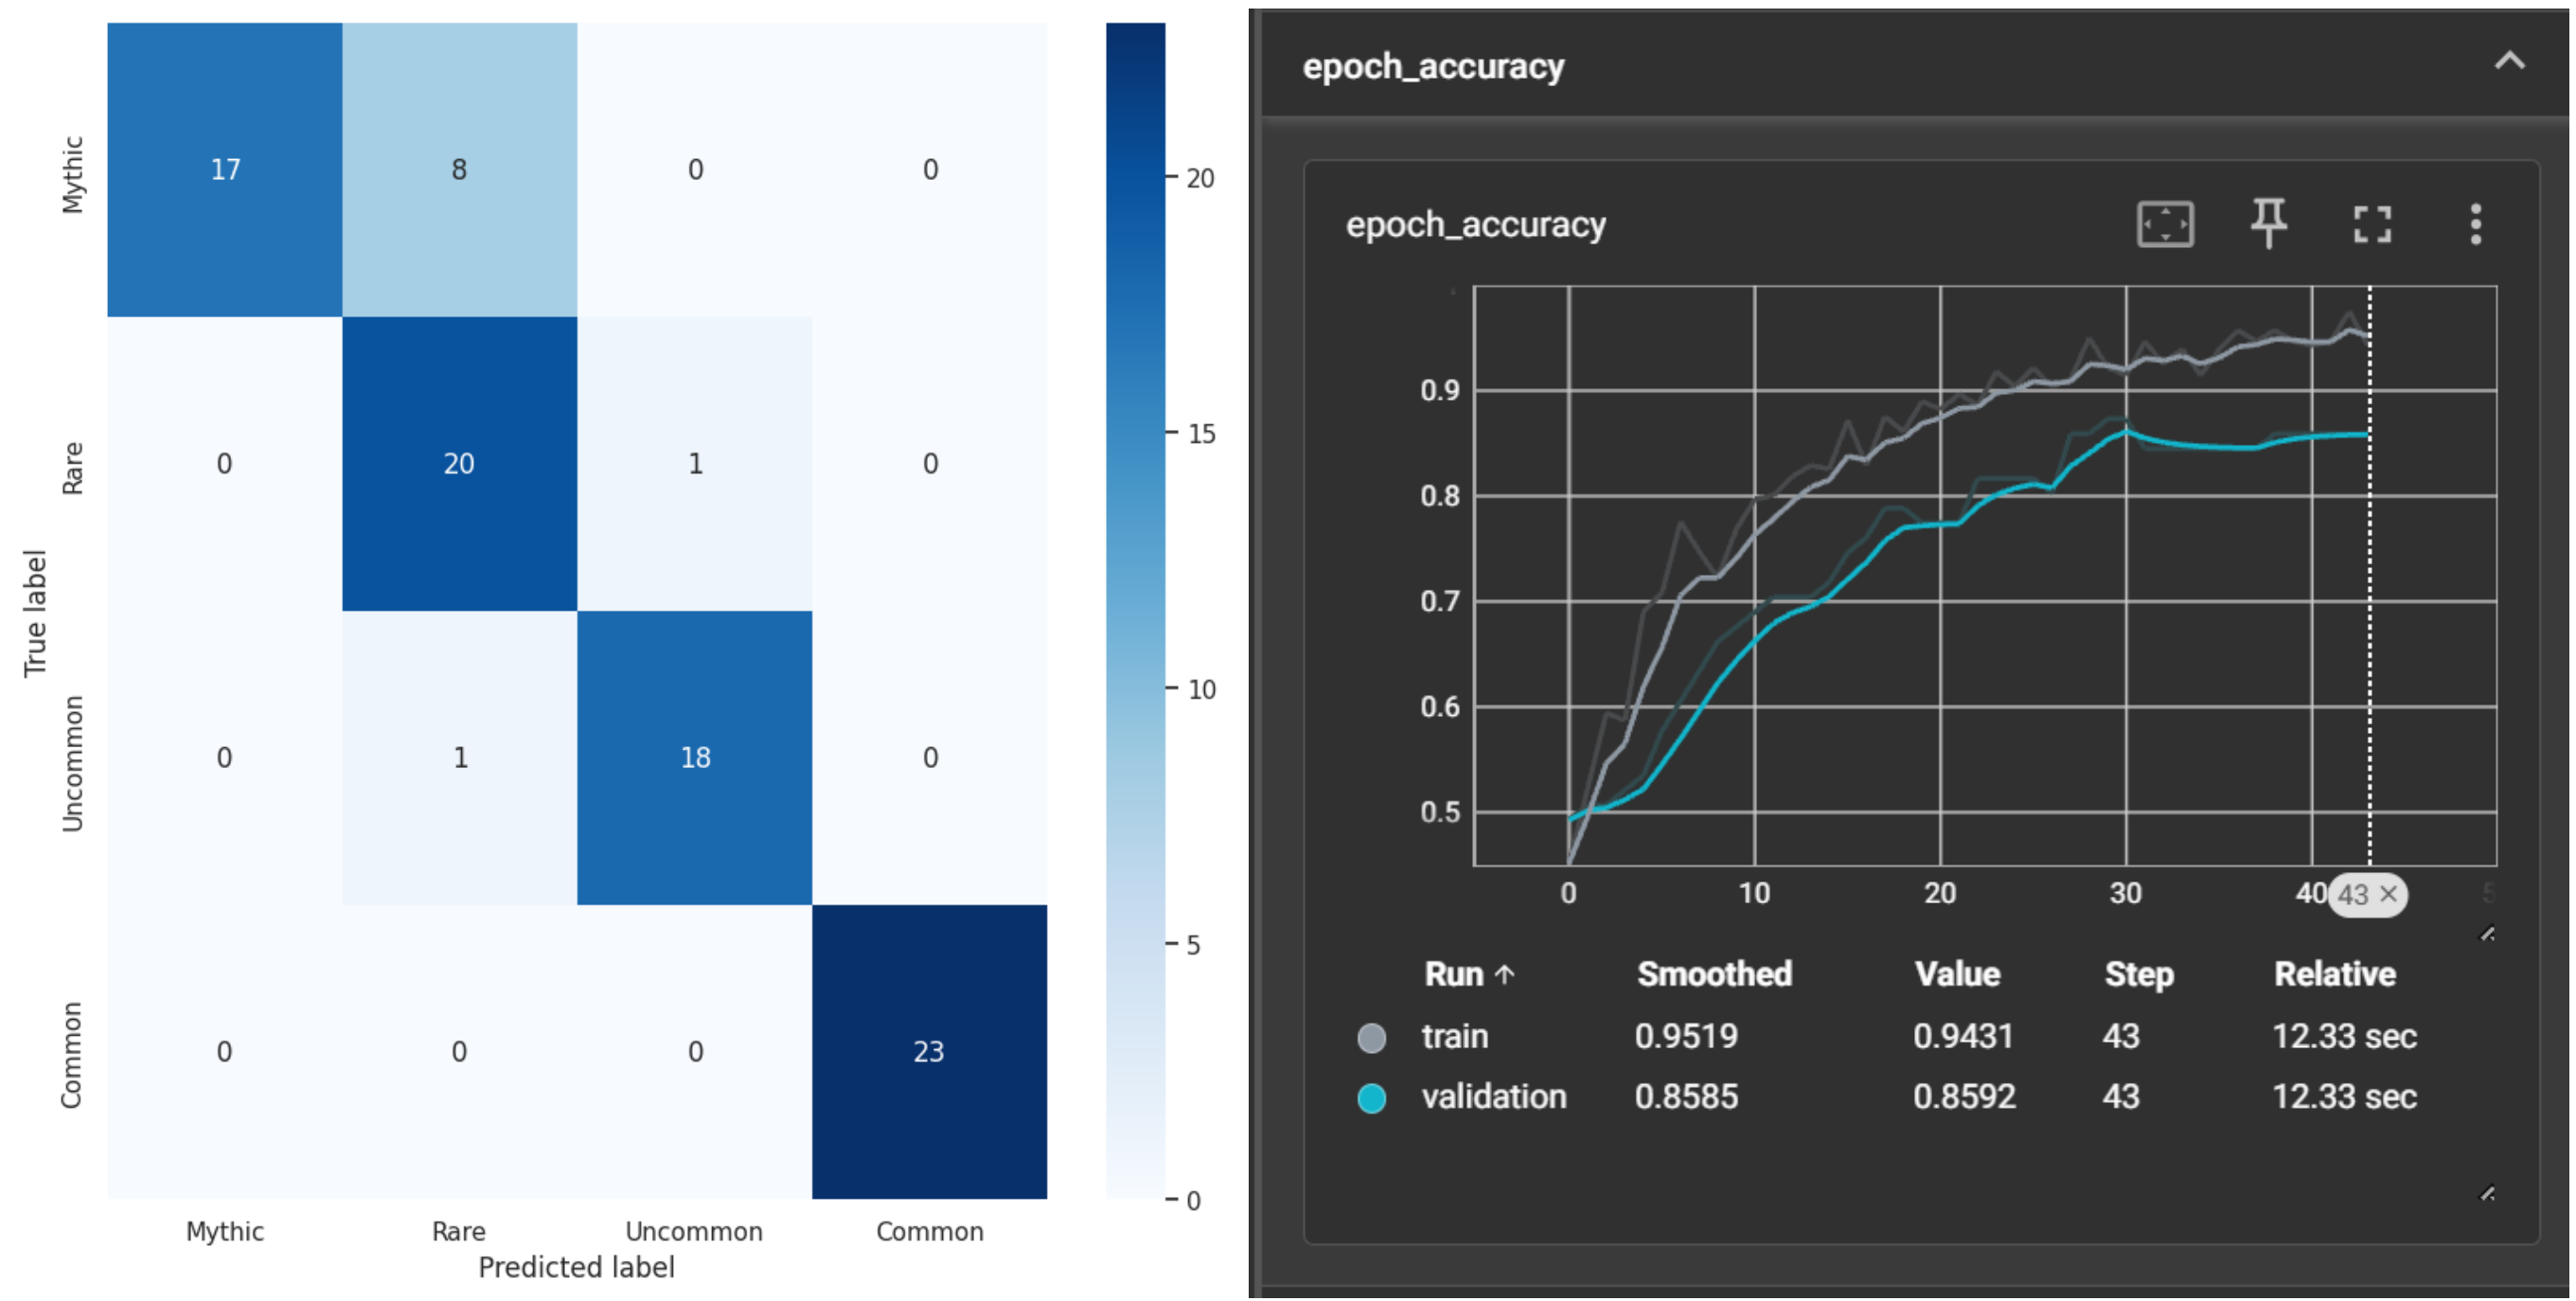 Mythic 17 8 0 0
Rare 0 20 1 0
Uncommon 0 1 18 0
Common 0 0 0 23
True label
Mythic Rare Uncommon Common
Predicted label
20
15
10
5
0
epoch_accuracy
epoch_accuracy
0.9
0.8
0.7
0.6
0.5
0 10 20 30 40 43 × 5
Run ↑ Smoothed Value Step Relative
train 0.9519 0.9431 43 12.33 sec
validation 0.8585 0.8592 43 12.33 sec